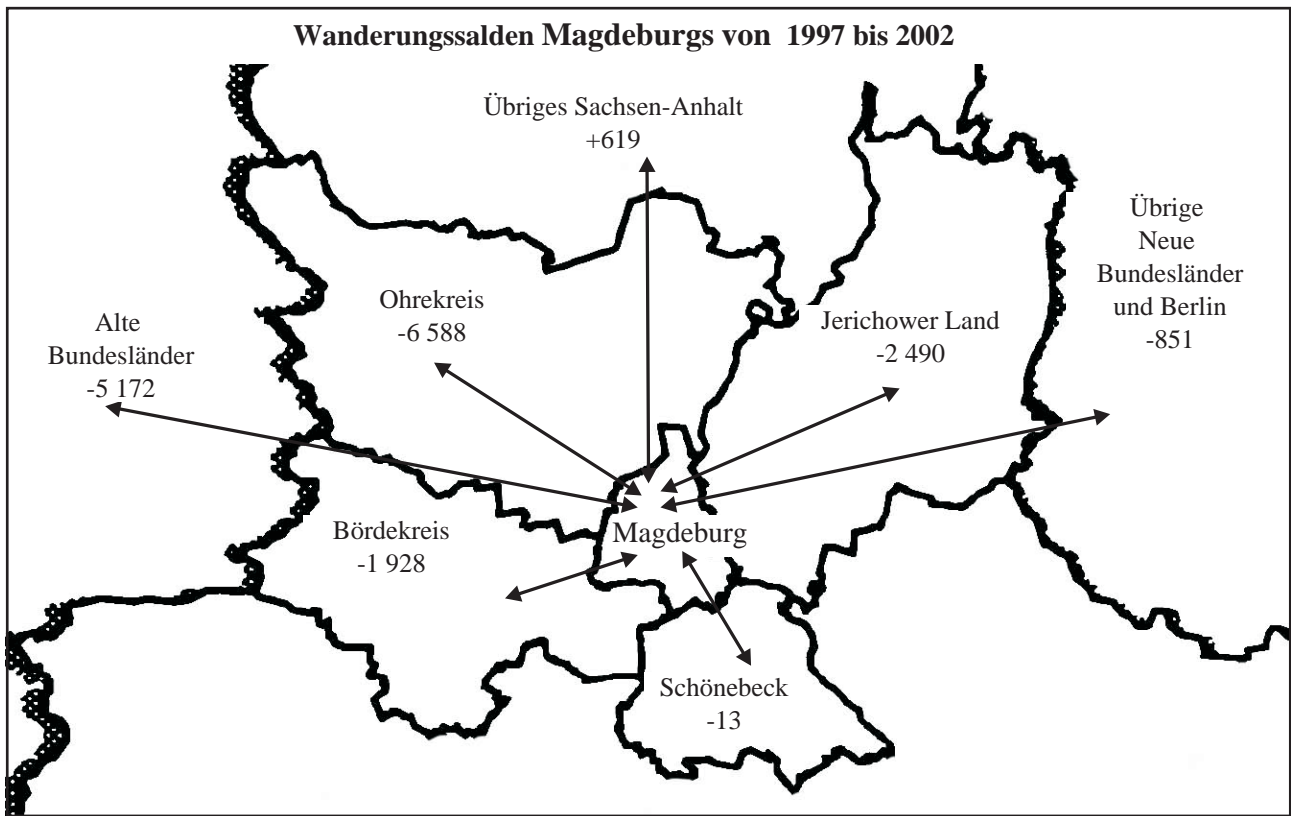 Wanderungssalden Magdeburgs von 1997 bis 2002
Übriges Sachsen-Anhalt
+619
Übrige
Neue
Bundesländer
und Berlin
-851
Ohrekreis
-6 588
Jerichower Land
-2 490
Alte
Bundesländer
-5 172
Bördekreis
-1 928
Magdeburg
Schönebeck
-13